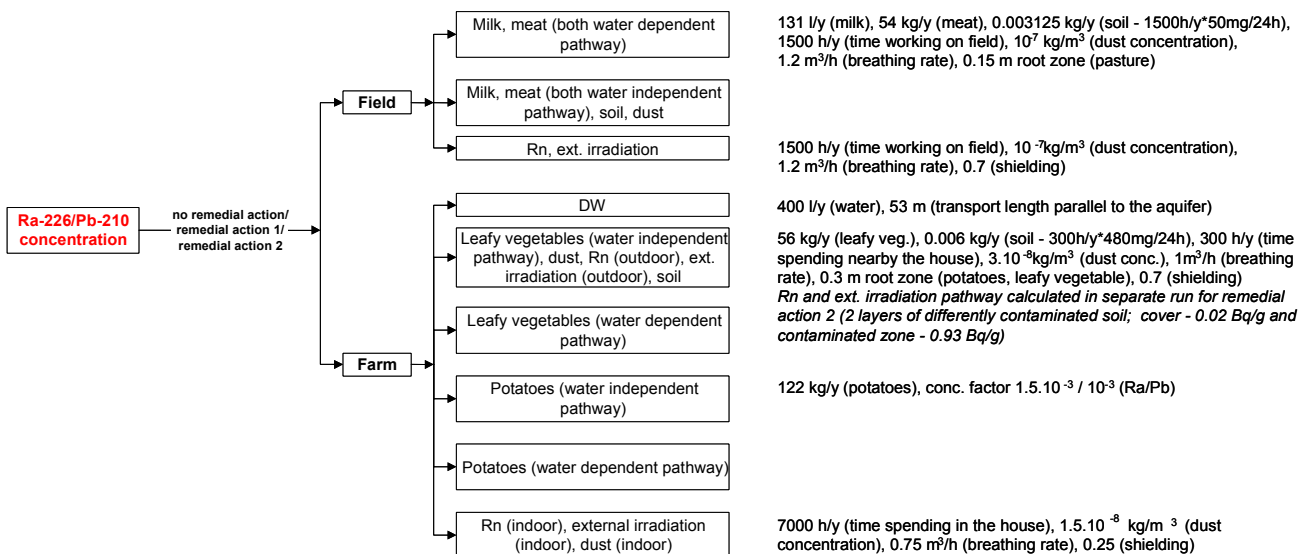 Milk, meat (both water dependent
pathway)
131 l/y (milk), 54 kg/y (meat), 0.003125 kg/y (soil - 1500h/y*50mg/24h),
1500 h/y (time working on field), 10⁻⁷ kg/m³ (dust concentration),
1.2 m³/h (breathing rate), 0.15 m root zone (pasture)
Field
Milk, meat (both water independent
pathway), soil, dust
Rn, ext. irradiation
1500 h/y (time working on field), 10 ⁻⁷kg/m³ (dust concentration),
1.2 m³/h (breathing rate), 0.7 (shielding)
Ra-226/Pb-210
concentration
no remedial action/
remedial action 1/
remedial action 2
DW
400 l/y (water), 53 m (transport length parallel to the aquifer)
Leafy vegetables (water independent
pathway), dust, Rn (outdoor), ext.
irradiation (outdoor), soil
56 kg/y (leafy veg.), 0.006 kg/y (soil - 300h/y*480mg/24h), 300 h/y (time
spending nearby the house), 3.10⁻⁸kg/m³ (dust conc.), 1m³/h (breathing
rate), 0.3 m root zone (potatoes, leafy vegetable), 0.7 (shielding)
Rn and ext. irradiation pathway calculated in separate run for remedial
action 2 (2 layers of differently contaminated soil; cover - 0.02 Bq/g and
contaminated zone - 0.93 Bq/g)
Leafy vegetables (water dependent
pathway)
Farm
Potatoes (water independent
pathway)
122 kg/y (potatoes), conc. factor 1.5.10 ⁻³ / 10⁻³ (Ra/Pb)
Potatoes (water dependent pathway)
Rn (indoor), external irradiation
(indoor), dust (indoor)
7000 h/y (time spending in the house), 1.5.10 ⁻⁸ kg/m ³ (dust
concentration), 0.75 m³/h (breathing rate), 0.25 (shielding)